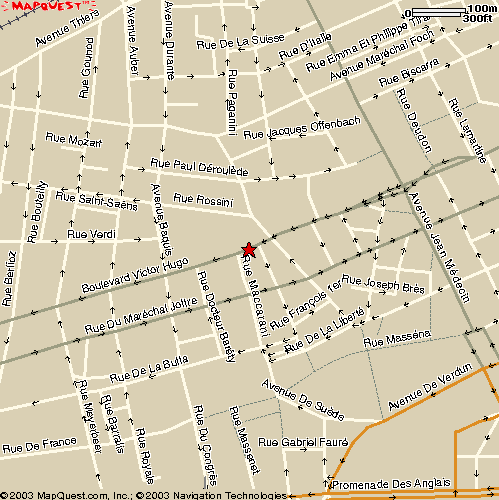 MAPQUEST
100m
300ft
Avenue Thiers
Rue De La Suisse
Rue D'Italie
Rue Emma Et Philippe Tira
Avenue Maréchal Foch
Rue Biscarra
Rue Gounod
Avenue Auber
Avenue Durante
Rue Paganini
Rue Jacques Offenbach
Rue Deudon
Rue Lamartine
Rue Mozart
Rue Paul Déroulède
Rue Bouteilly
Rue Saint-Saëns
Rue Rossini
Avenue Baquis
Rue Verdi
Avenue Jean Médecin
Rue Berlioz
Boulevard Victor Hugo
Rue Maccarani
Rue François 1er
Rue Joseph Brès
Rue Du Maréchal Joffre
Rue Docteur Baréty
Rue De La Liberté
Rue Masséna
Rue De La Buffa
Avenue De Suède
Avenue De Verdun
Rue Meyerbeer
Rue Barralis
Rue Royale
Rue Du Congrès
Rue Massenet
Rue De France
Rue Gabriel Fauré
Promenade Des Anglais
©2003 MapQuest.com, Inc.; ©2003 Navigation Technologies